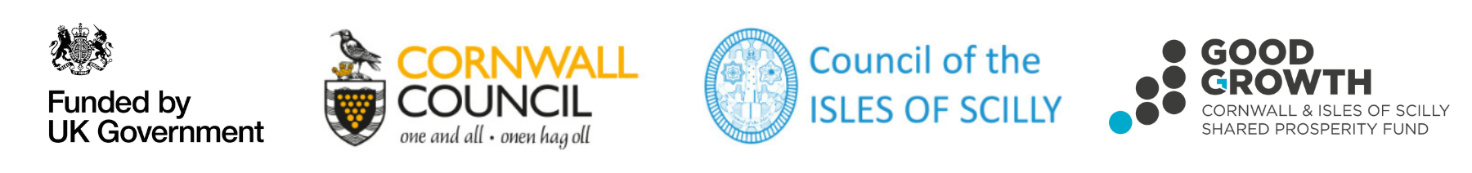 Funded by
UK Government
CORNWALL
COUNCIL
one and all • onen hag oll
Council of the
ISLES OF SCILLY
GOOD
GROWTH
CORNWALL & ISLES OF SCILLY
SHARED PROSPERITY FUND